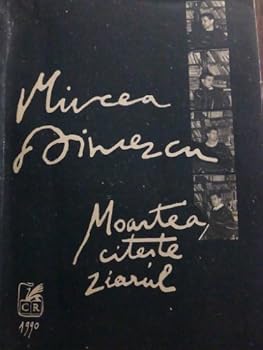 Mircea
Dinescu
Moartea
citește
ziarul
CR
1990